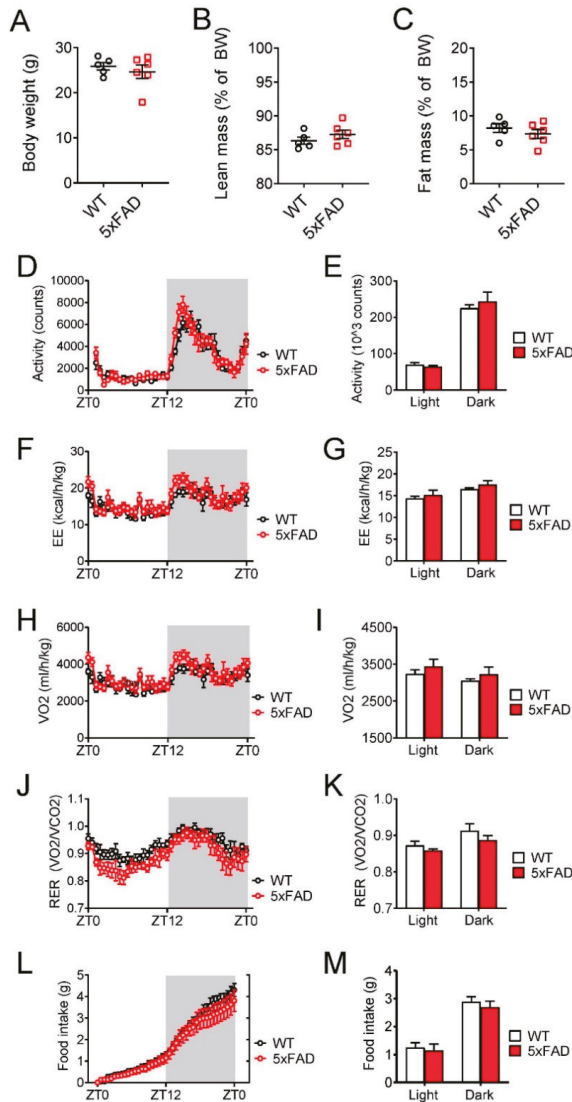 A
Body weight (g)
30
20
10
0
WT
5xFAD
B
Lean mass (% of BW)
100
95
90
85
80
WT
5xFAD
C
Fat mass (% of BW)
20
15
10
5
0
WT
5xFAD
D
Activity (counts)
10000
8000
6000
4000
2000
0
ZT0
ZT12
ZT0
WT
5xFAD
E
Activity (10^3 counts)
300
200
100
0
Light
Dark
WT
5xFAD
F
EE (kcal/h/kg)
30
20
10
0
ZT0
ZT12
ZT0
WT
5xFAD
G
EE (kcal/h/kg)
25
20
15
10
5
0
Light
Dark
WT
5xFAD
H
VO2 (ml/h/kg)
6000
4000
2000
0
ZT0
ZT12
ZT0
WT
5xFAD
I
VO2 (ml/h/kg)
6000
4500
3000
1500
Light
Dark
WT
5xFAD
J
RER (VO2/VCO2)
1.1
1.0
0.9
0.8
0.7
ZT0
ZT12
ZT0
WT
5xFAD
K
RER (VO2/VCO2)
1.0
0.9
0.8
0.7
Light
Dark
WT
5xFAD
L
Food intake (g)
5
4
3
2
1
0
ZT0
ZT12
ZT0
WT
5xFAD
M
Food intake (g)
4
3
2
1
0
Light
Dark
WT
5xFAD